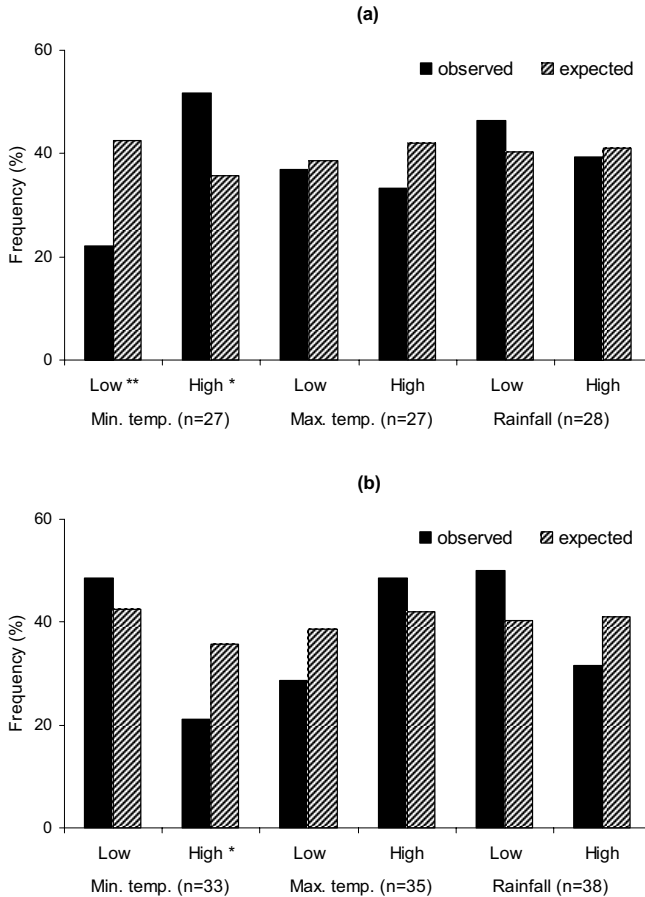 (a)
60
observed expected
40
Frequency (%)
20
0
Low ** High * Low High Low High
Min. temp. (n=27) Max. temp. (n=27) Rainfall (n=28)
(b)
60
observed expected
40
Frequency (%)
20
0
Low High * Low High Low High
Min. temp. (n=33) Max. temp. (n=35) Rainfall (n=38)